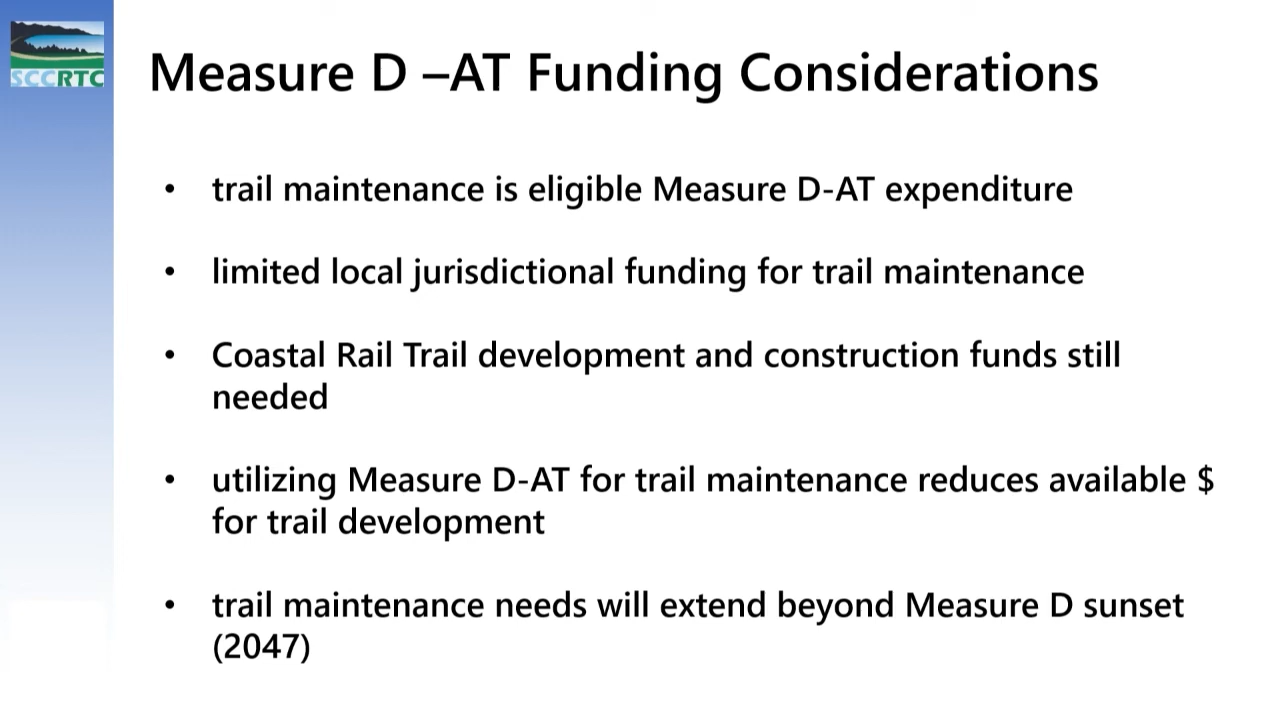 SCCRTC
Measure D –AT Funding Considerations
• trail maintenance is eligible Measure D-AT expenditure
• limited local jurisdictional funding for trail maintenance
• Coastal Rail Trail development and construction funds still
needed
• utilizing Measure D-AT for trail maintenance reduces available $
for trail development
• trail maintenance needs will extend beyond Measure D sunset
(2047)